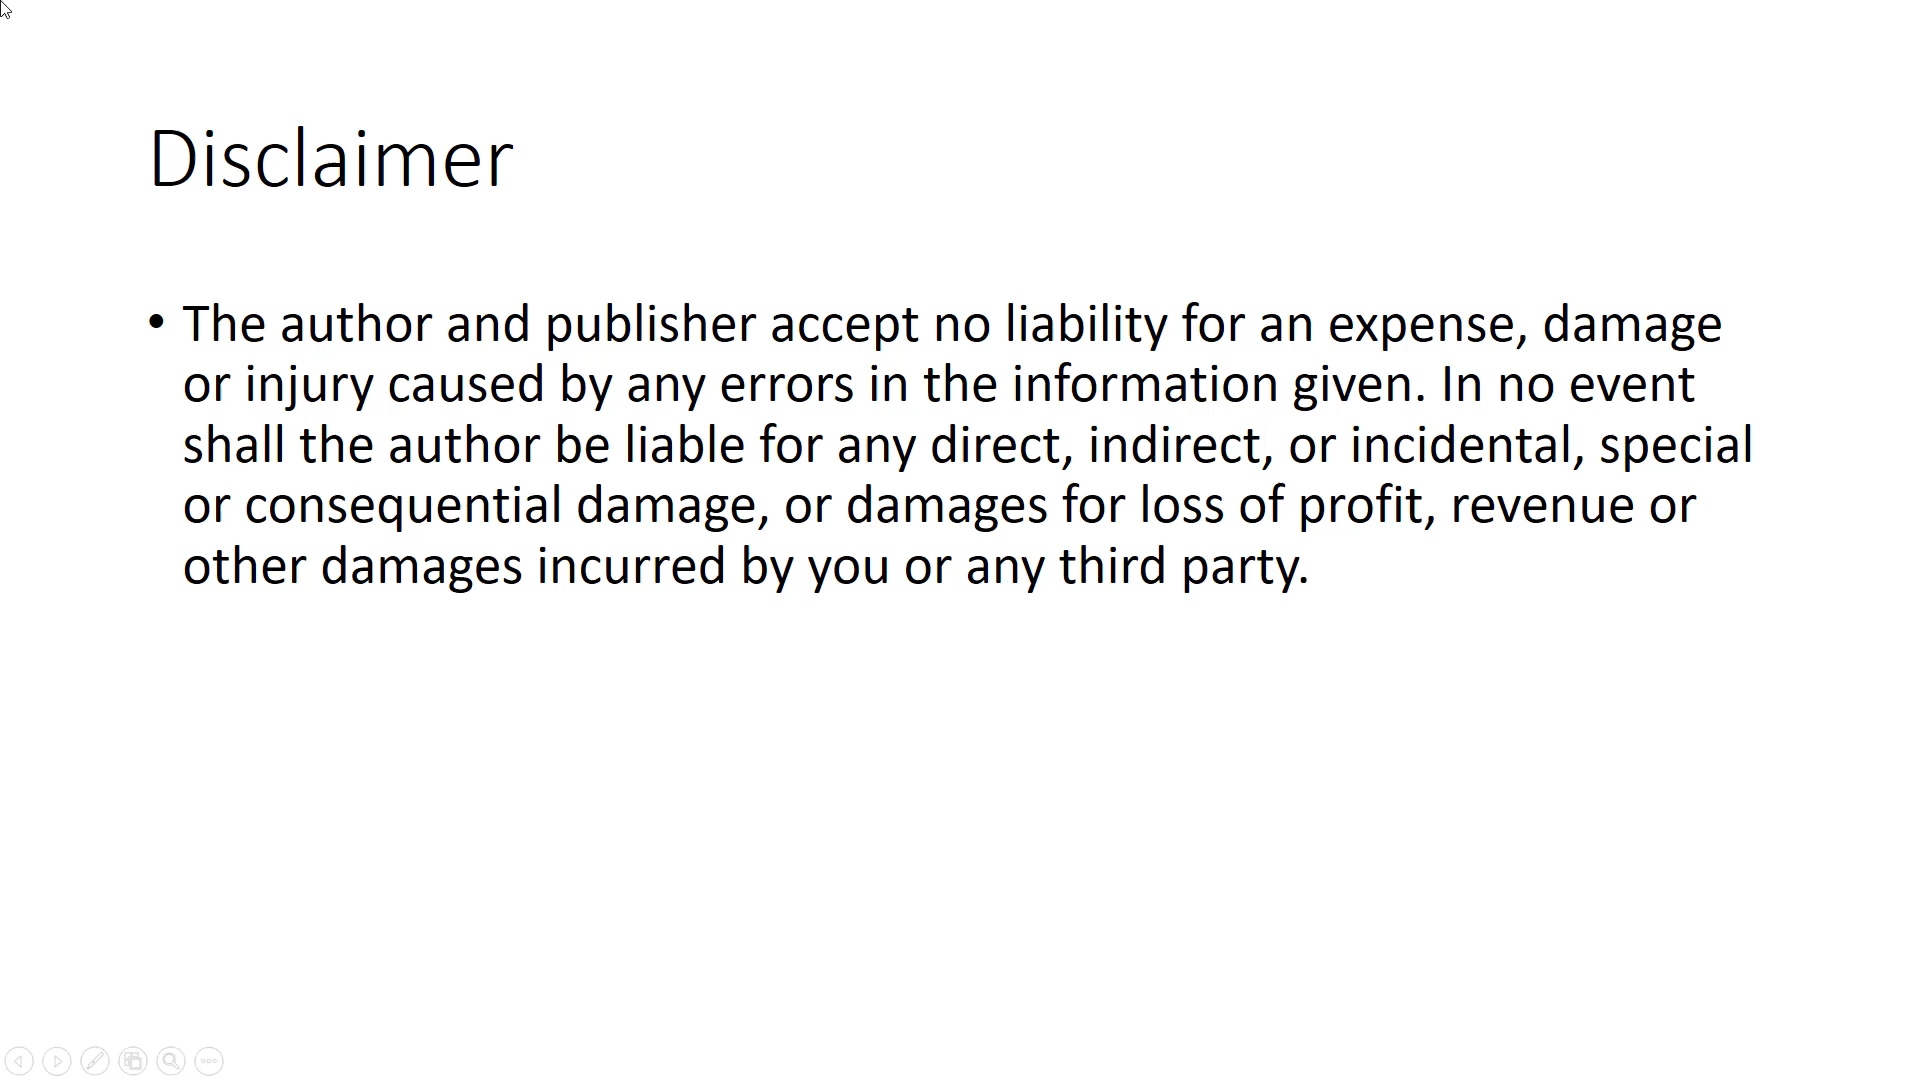 Disclaimer
• The author and publisher accept no liability for an expense, damage
or injury caused by any errors in the information given. In no event
shall the author be liable for any direct, indirect, or incidental, special
or consequential damage, or damages for loss of profit, revenue or
other damages incurred by you or any third party.